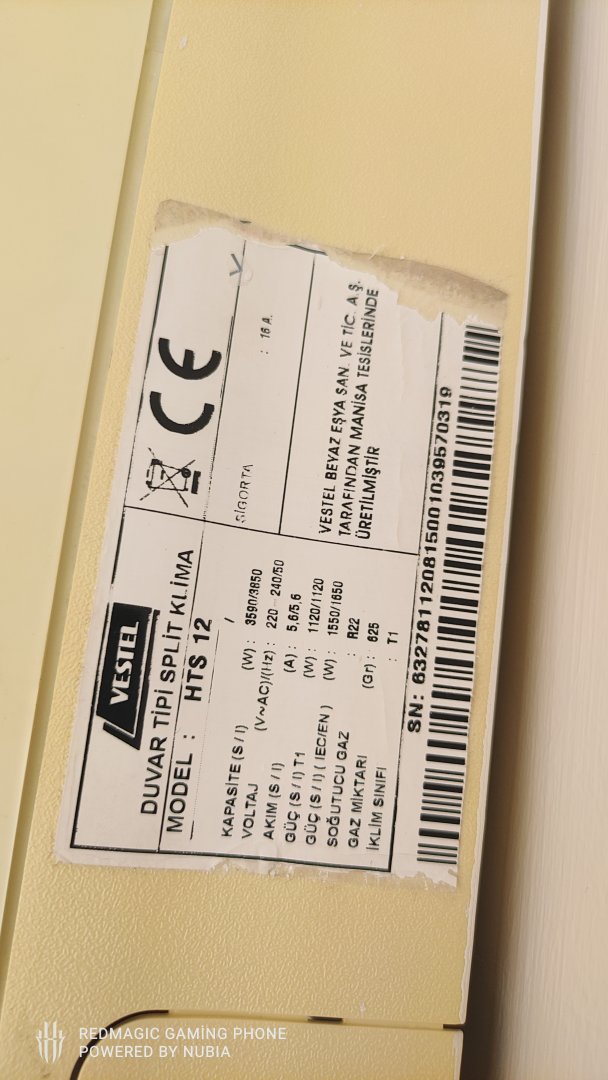 VESTEL
DUVAR TİPİ SPLİT KLİMA
MODEL : HTS 12
KAPASİTE (S / I) (W) : 3590/3850
VOLTAJ (V~AC)/(Hz) : 220 - 240/50
AKIM (S / I) (A) : 5,6/5,6
GÜÇ (S / I) T1 (W) : 1120/1120
GÜÇ (S / I) ( IEC/EN ) (W) : 1550/1650
SOĞUTUCU GAZ : R22
GAZ MİKTARI (Gr) : 625
İKLİM SINIFI : T1
CE
SİGORTA : 16 A.
VESTEL BEYAZ EŞYA SAN. VE TİC. A.Ş.
TARAFINDAN MANİSA TESİSLERİNDE
ÜRETİLMİŞTİR
SN: 632781120815001039570319
REDMAGIC GAMİNG PHONE
POWERED BY NUBIA